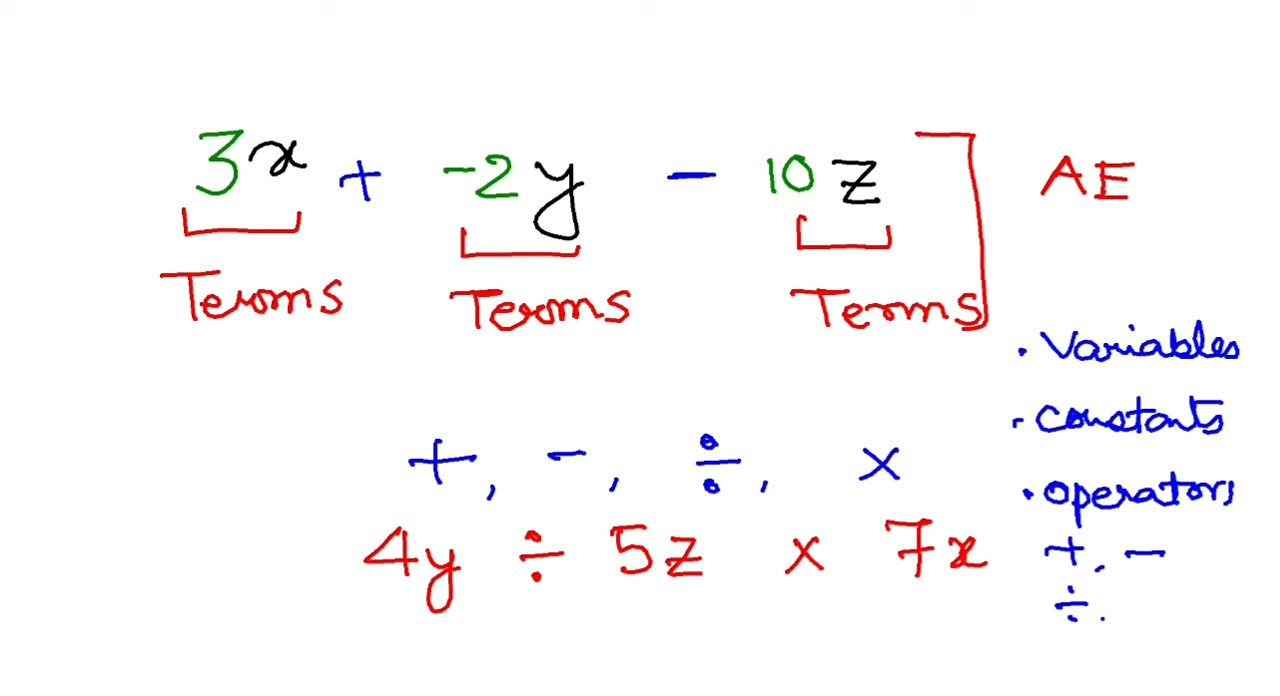 3x + -2y - 10z AE
Terms Terms Terms
• Variables
• constants
+, -, ÷, ×
• operators
4y ÷ 5z × 7x
+, -
÷.